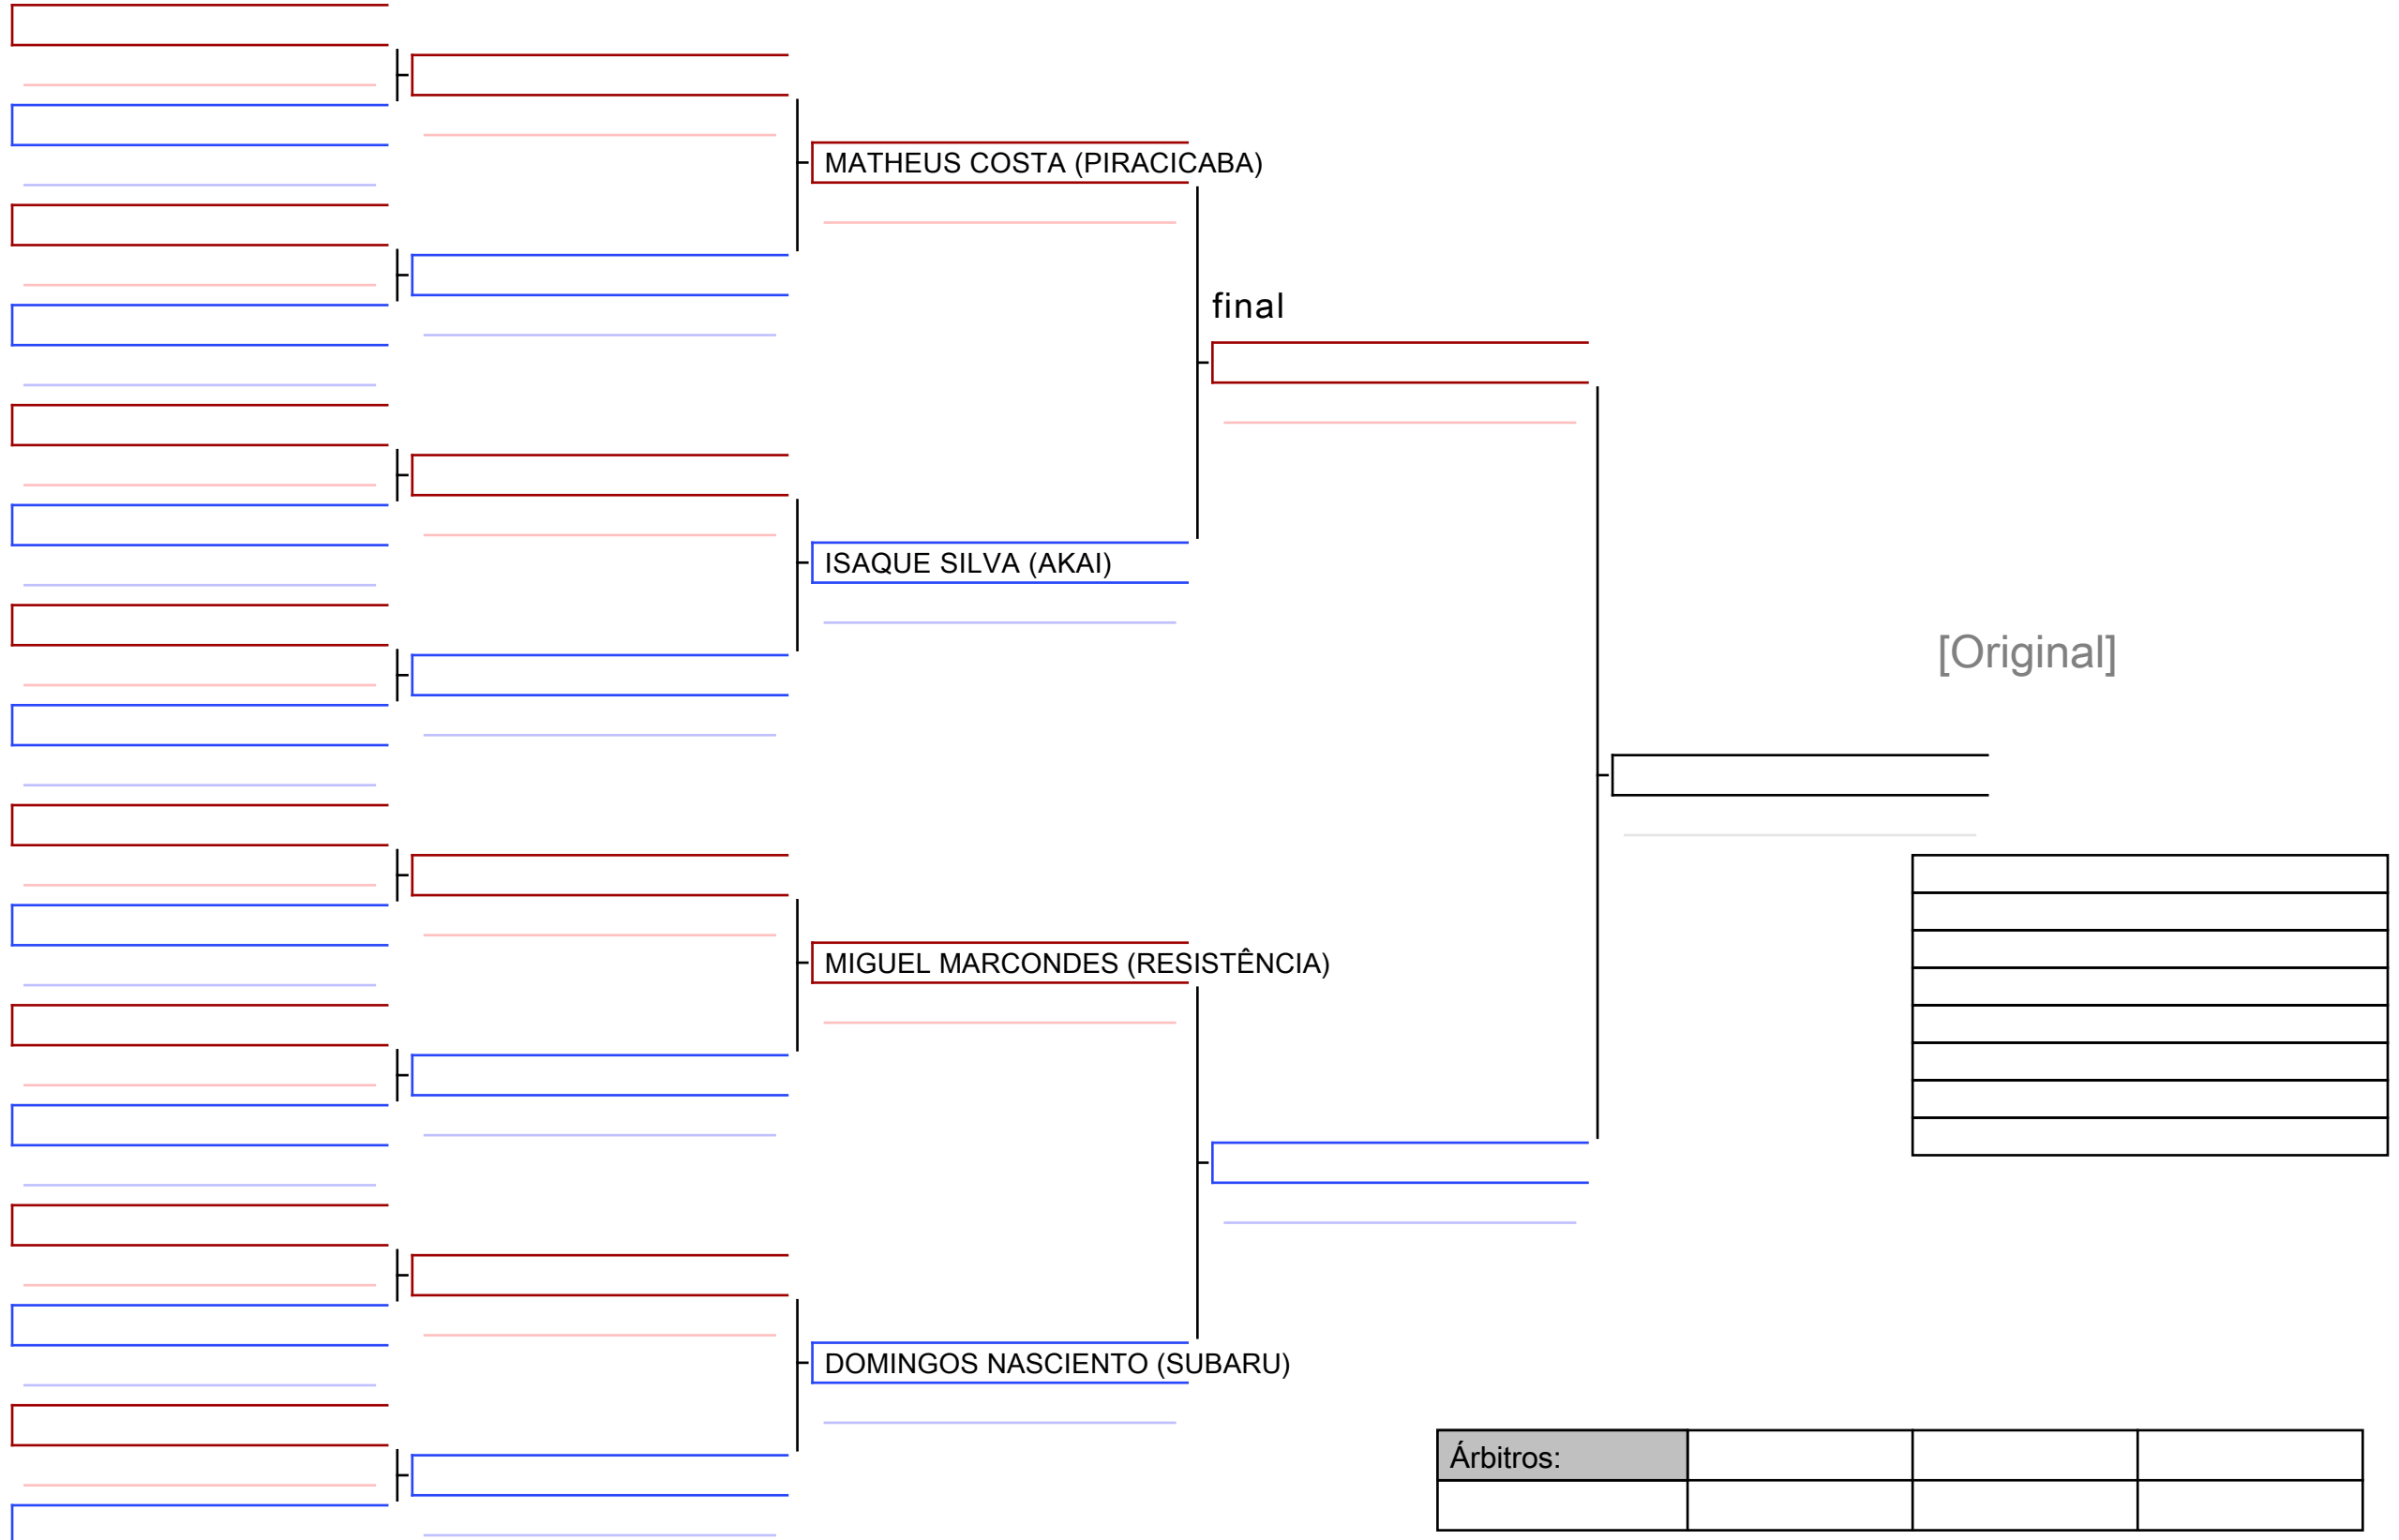 MATHEUS COSTA (PIRACICABA)
final
ISAQUE SILVA (AKAI)
[Original]
MIGUEL MARCONDES (RESISTÊNCIA)
DOMINGOS NASCIENTO (SUBARU)
Árbitros: